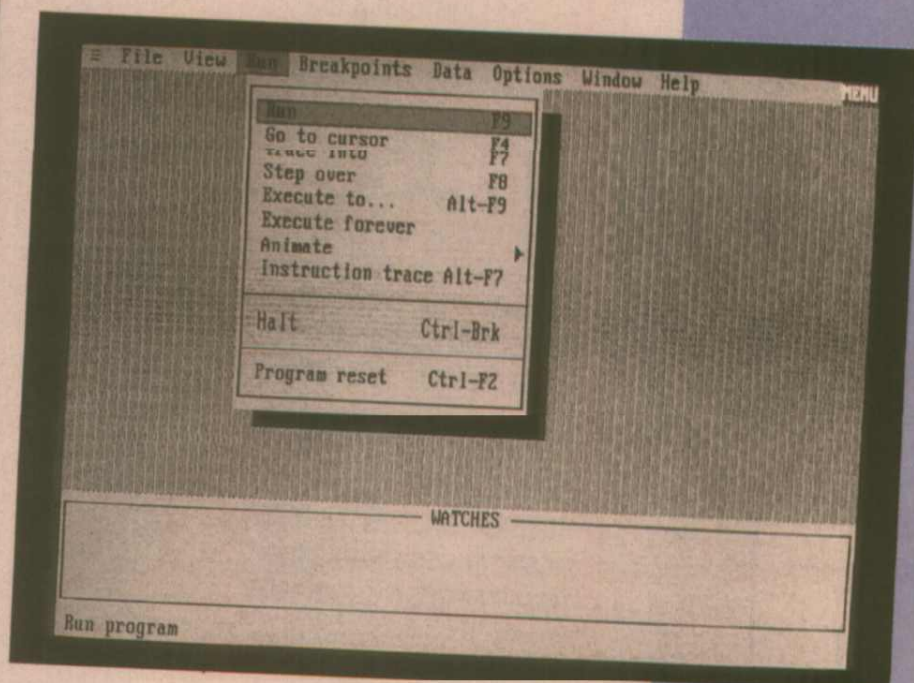 ≡ File View Run Breakpoints Data Options Window Help MENU
Run F9
Go to cursor F4
Trace into F7
Step over F8
Execute to... Alt-F9
Execute forever
Animate
Instruction trace Alt-F7
Halt Ctrl-Brk
Program reset Ctrl-F2
WATCHES
Run program